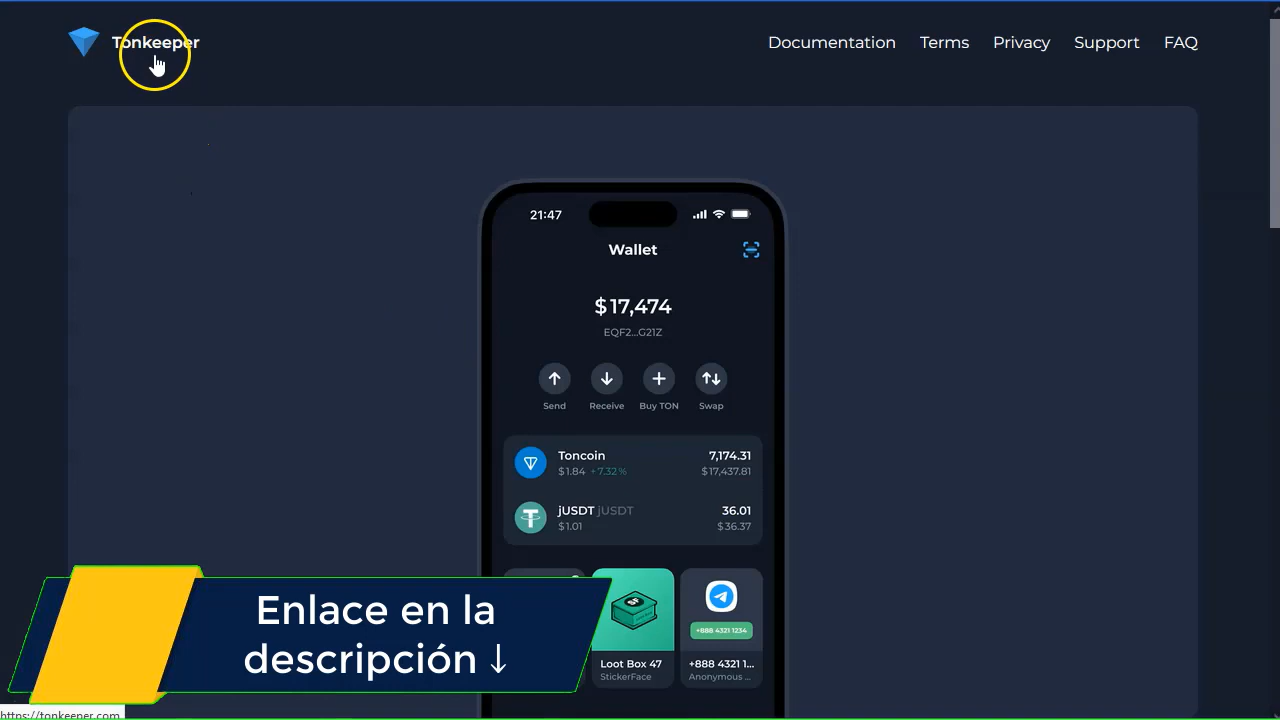 Tonkeeper
Documentation Terms Privacy Support FAQ
21:47
Wallet
$17,474
EQF2...G21Z
Send Receive Buy TON Swap
Toncoin 7,174.31
$1.84 +7.32% $17,437.81
jUSDT jUSDT 36.01
$1.01 $36.37
+888 4321 1234
Loot Box 47 +888 4321 1...
StickerFace Anonymous ...
Enlace en la
descripción ↓
https://tonkeeper.com